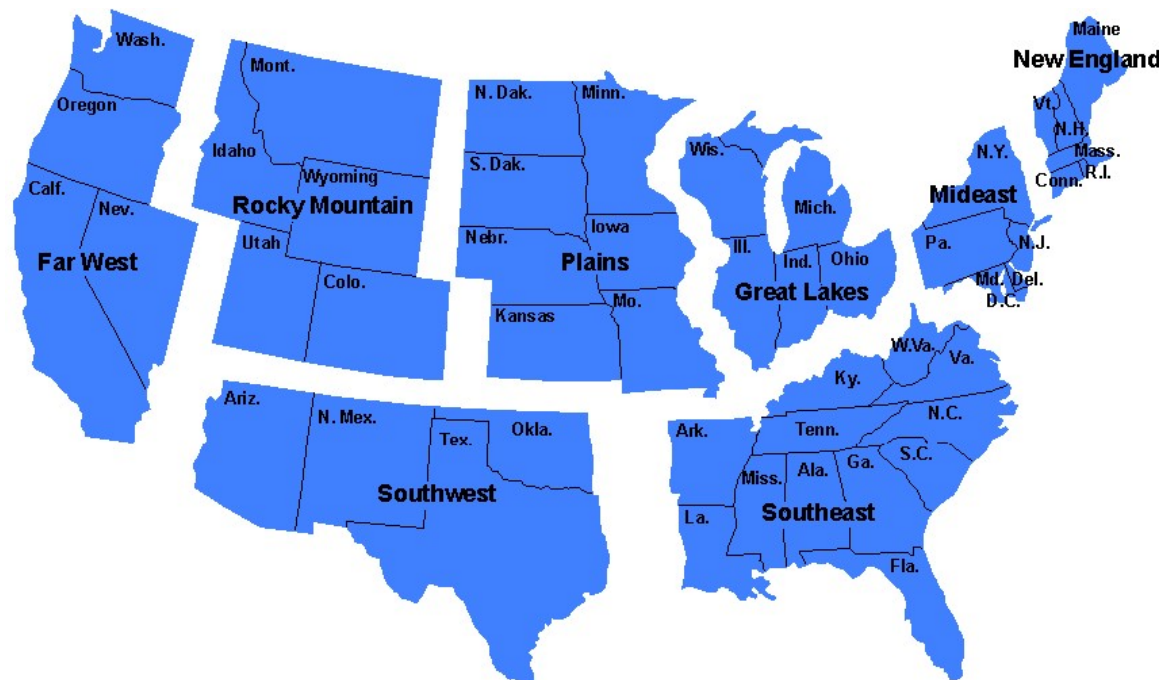 Wash.
Oregon
Calf.
Nev.
Far West
Mont.
Idaho
Wyoming
Rocky Mountain
Utah
Colo.
N. Dak.
Minn.
S. Dak.
Nebr.
Iowa
Plains
Kansas
Mo.
Wis.
Mich.
Ill.
Ind.
Ohio
Great Lakes
Maine
New England
Vt.
N.H.
Mass.
Conn.
R.I.
N.Y.
Mideast
Pa.
N.J.
Md.
Del.
D.C.
Ariz.
N. Mex.
Tex.
Okla.
Southwest
W.Va.
Va.
Ky.
N.C.
Tenn.
Ark.
S.C.
Miss.
Ala.
Ga.
La.
Southeast
Fla.